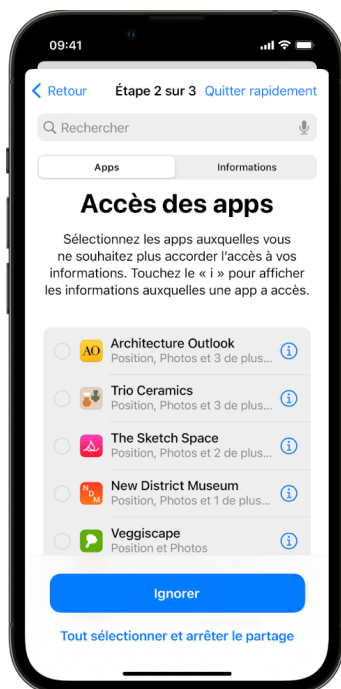 09:41
Retour Étape 2 sur 3 Quitter rapidement
Rechercher
Apps Informations
Accès des apps
Sélectionnez les apps auxquelles vous
ne souhaitez plus accorder l'accès à vos
informations. Touchez le « i » pour afficher
les informations auxquelles une app a accès.
AO Architecture Outlook
Position, Photos et 3 de plus...
Trio Ceramics
Position, Photos et 3 de plus...
The Sketch Space
Position, Photos et 2 de plus...
NDM New District Museum
Position, Photos et 1 de plus...
Veggiscape
Position et Photos
Ignorer
Tout sélectionner et arrêter le partage